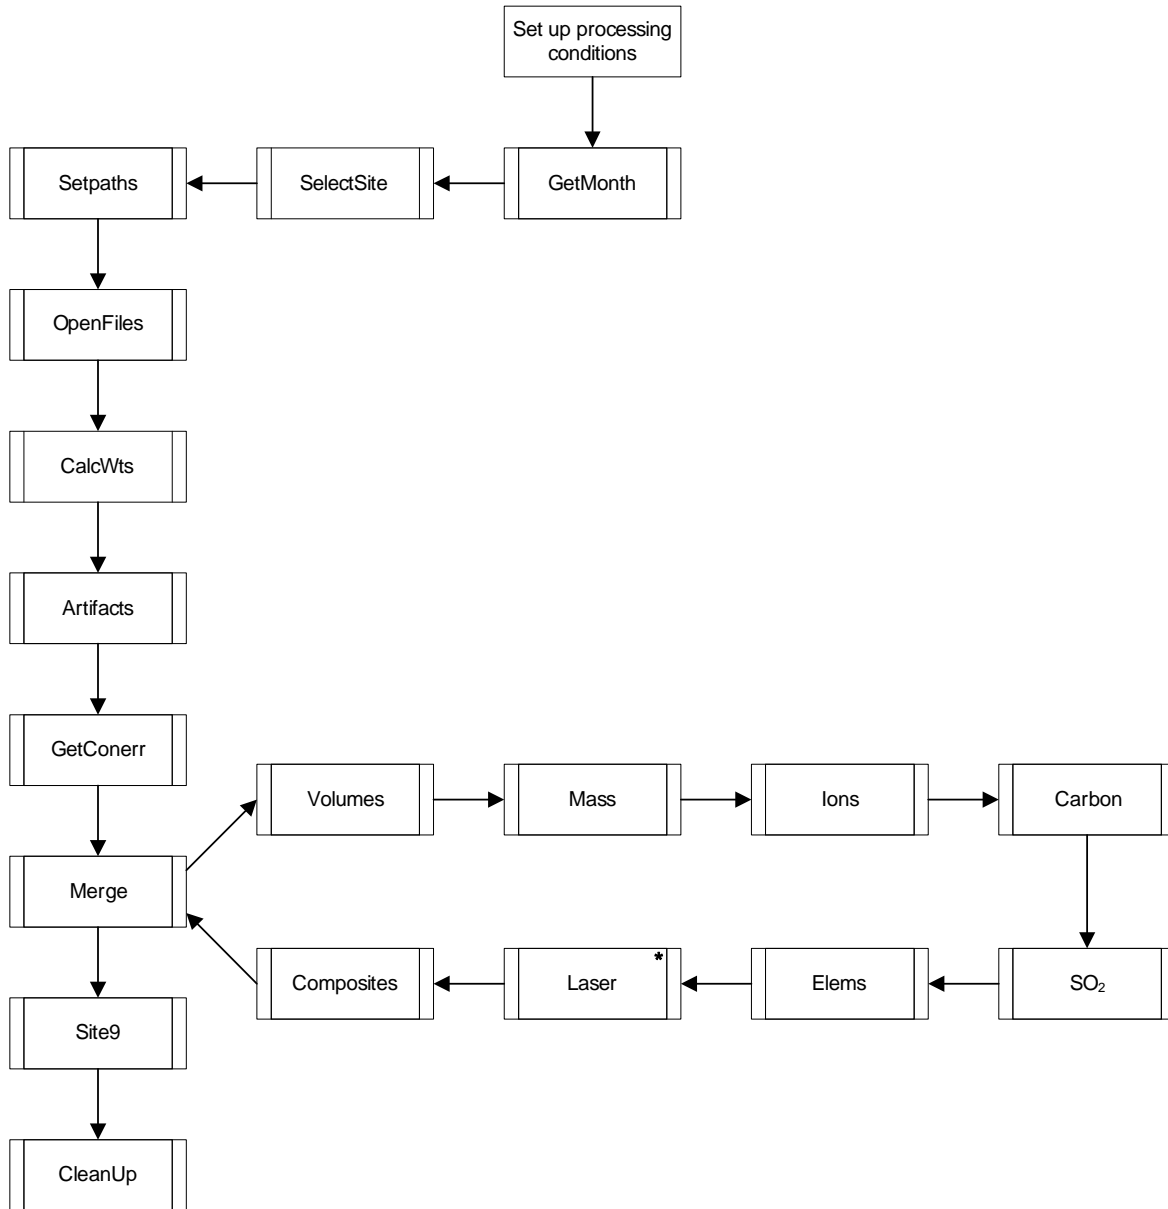 Set up processing
conditions
Setpaths
SelectSite
GetMonth
OpenFiles
CalcWts
Artifacts
GetConerr
Volumes
Mass
Ions
Carbon
Merge
Composites
Laser *
Elems
SO₂
Site9
CleanUp